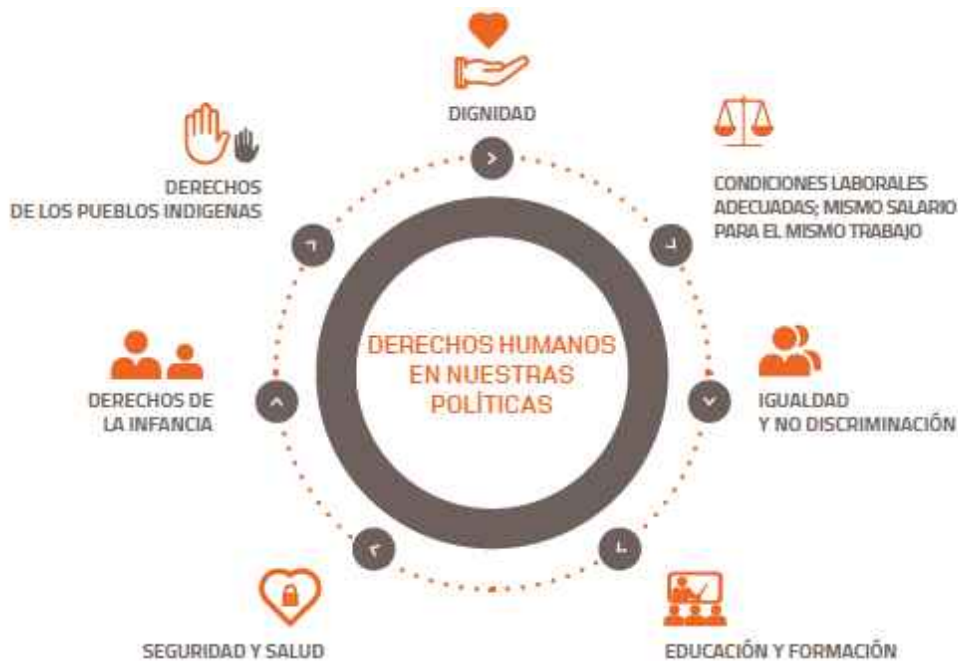 DIGNIDAD
CONDICIONES LABORALES
ADECUADAS; MISMO SALARIO
PARA EL MISMO TRABAJO
IGUALDAD
Y NO DISCRIMINACIÓN
EDUCACIÓN Y FORMACIÓN
SEGURIDAD Y SALUD
DERECHOS DE
LA INFANCIA
DERECHOS
DE LOS PUEBLOS INDIGENAS
DERECHOS HUMANOS
EN NUESTRAS
POLÍTICAS